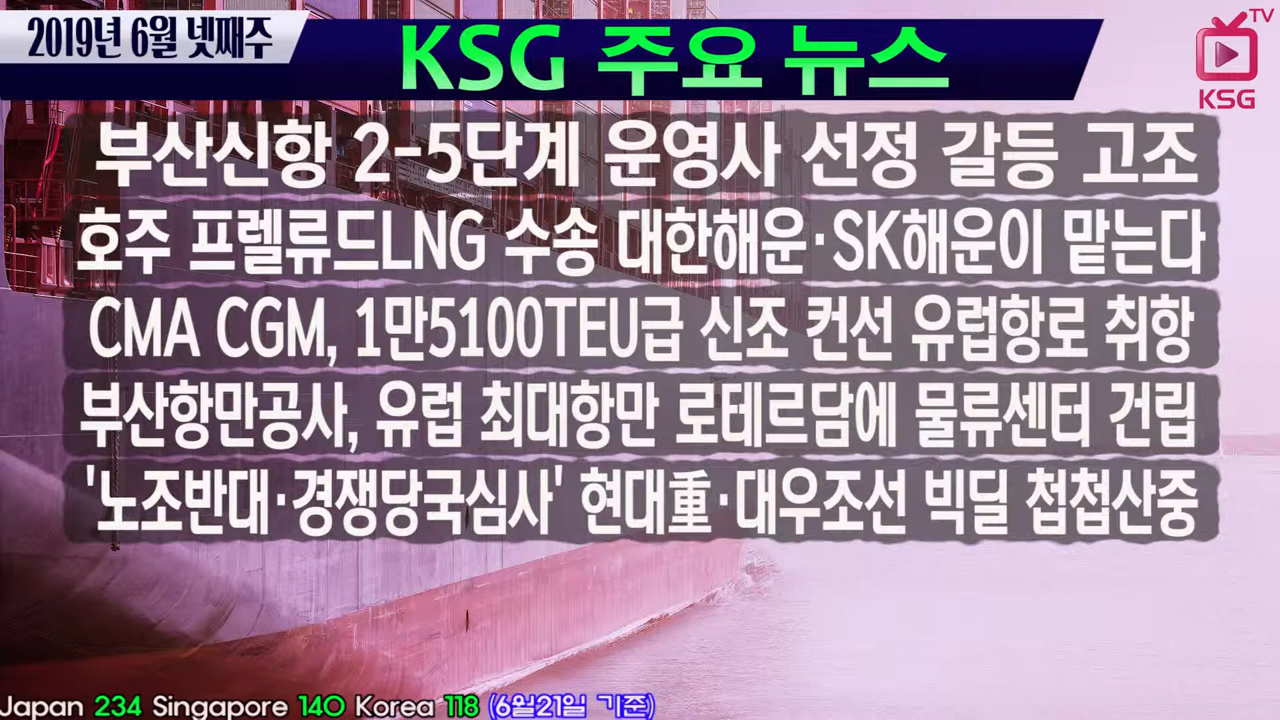 2019년 6월 넷째주
KSG 주요 뉴스
TV
KSG
부산신항 2-5단계 운영사 선정 갈등 고조
호주 프렐류드LNG 수송 대한해운·SK해운이 맡는다
CMA CGM, 1만5100TEU급 신조 컨선 유럽항로 취항
부산항만공사, 유럽 최대항만 로테르담에 물류센터 건립
'노조반대·경쟁당국심사' 현대重·대우조선 빅딜 첩첩산중
Japan 234 Singapore 140 Korea 118 (6월21일 기준)